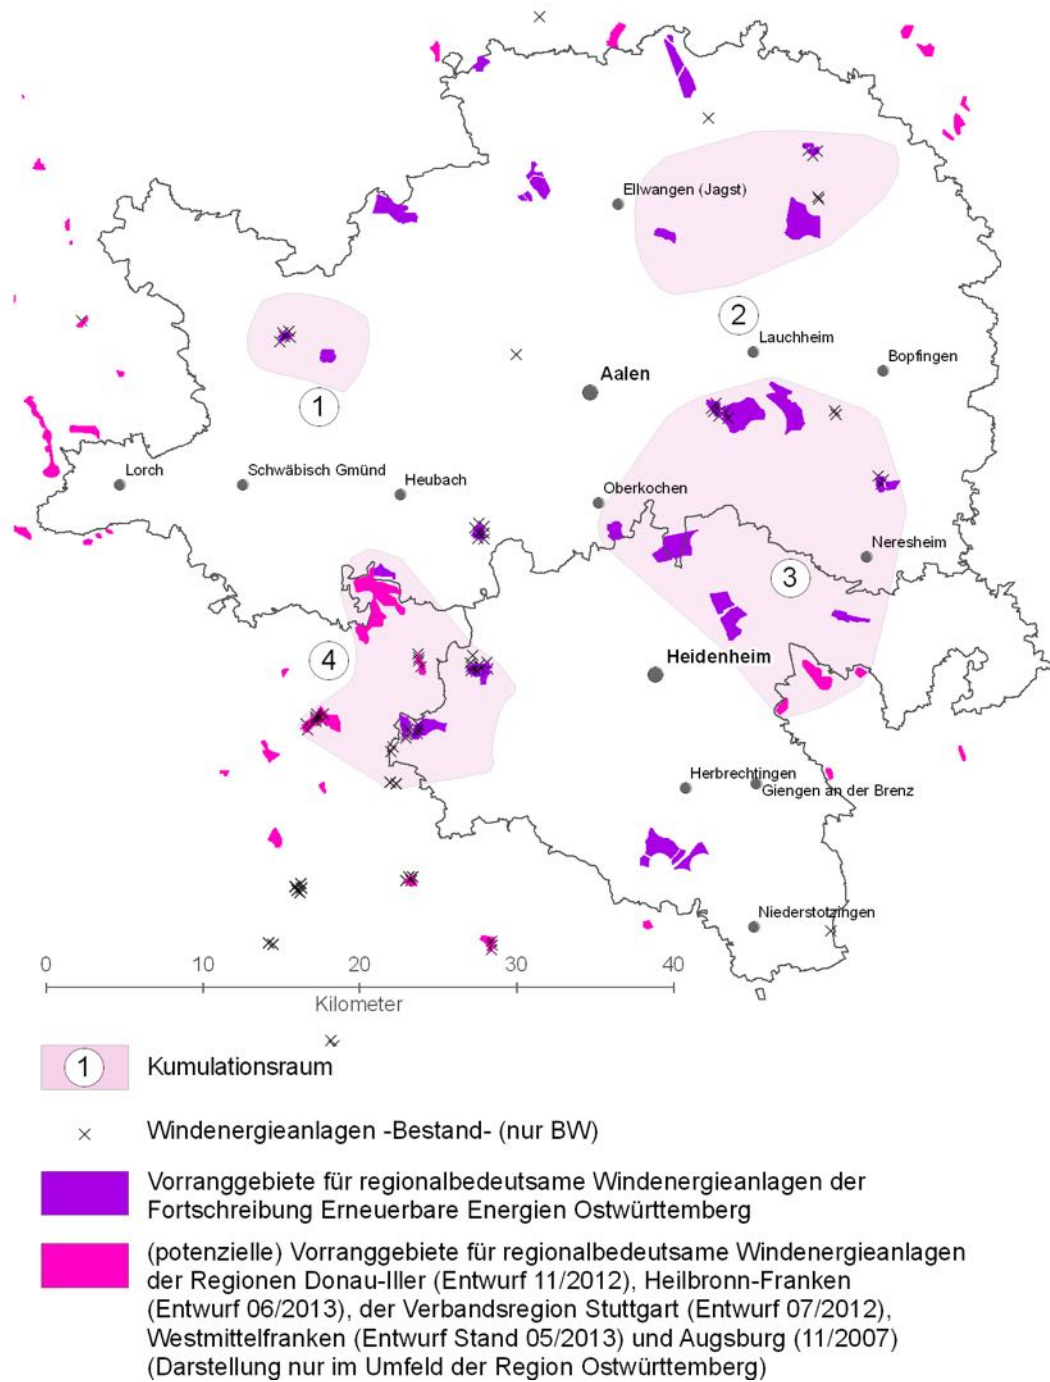 Ellwangen (Jagst)
2
Lauchheim
Bopfingen
Aalen
1
Lorch
Schwäbisch Gmünd
Heubach
Oberkochen
Neresheim
3
4
Heidenheim
Herbrechtingen
Giengen an der Brenz
Niederstotzingen
0 10 20 30 40
Kilometer
1 Kumulationsraum
Windenergieanlagen -Bestand- (nur BW)
Vorranggebiete für regionalbedeutsame Windenergieanlagen der
Fortschreibung Erneuerbare Energien Ostwürttemberg
(potenzielle) Vorranggebiete für regionalbedeutsame Windenergieanlagen
der Regionen Donau-Iller (Entwurf 11/2012), Heilbronn-Franken
(Entwurf 06/2013), der Verbandsregion Stuttgart (Entwurf 07/2012),
Westmittelfranken (Entwurf Stand 05/2013) und Augsburg (11/2007)
(Darstellung nur im Umfeld der Region Ostwürttemberg)